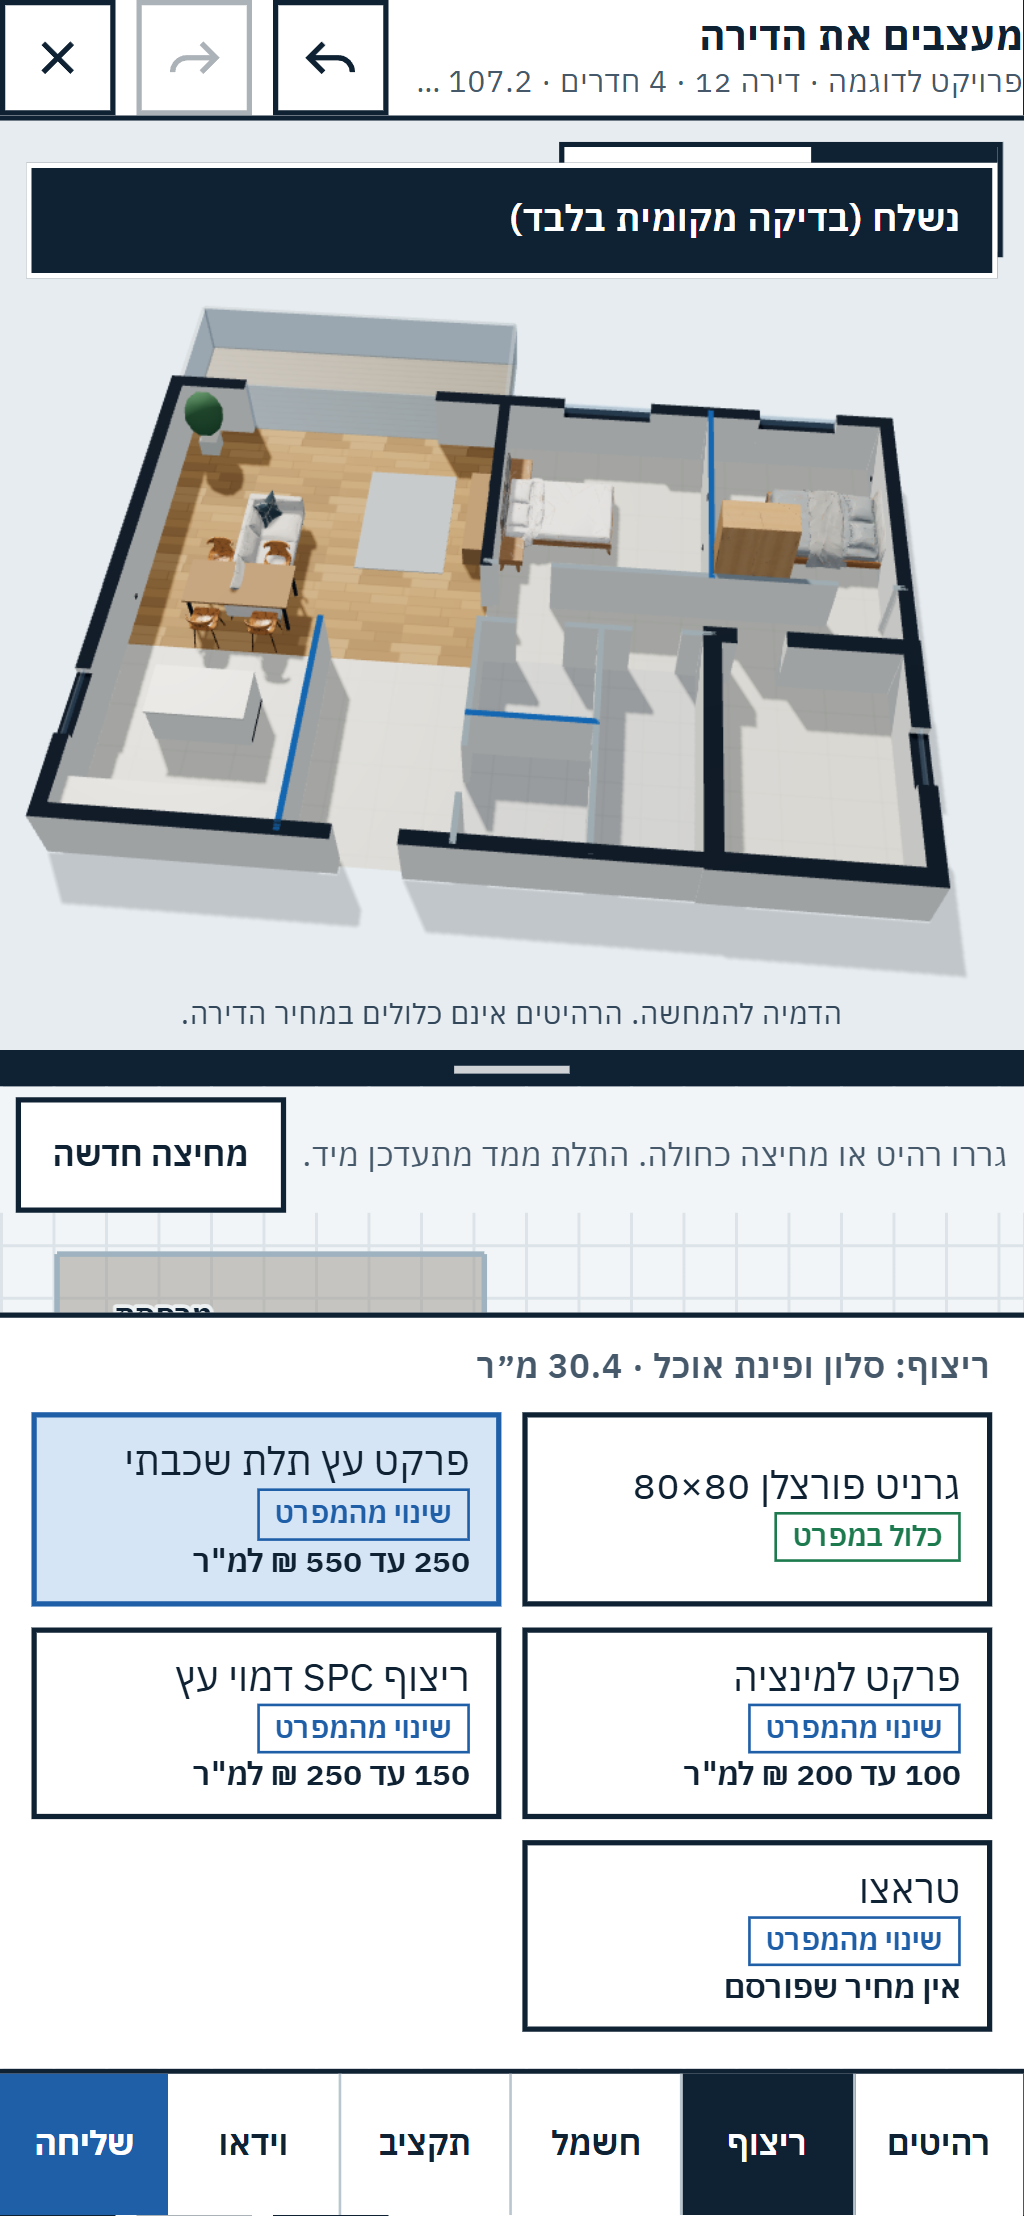 מעצבים את הדירה
פרויקט לדוגמה · דירה 12 · 4 חדרים · 107.2 ...
נשלח (בדיקה מקומית בלבד)
הדמיה להמחשה. הרהיטים אינם כלולים במחיר הדירה.
גררו רהיט או מחיצה כחולה. התלת ממד מתעדכן מיד.
מחיצה חדשה
ריצוף: סלון ופינת אוכל · 30.4 מ״ר
גרניט פורצלן 80×80
כלול במפרט
פרקט עץ תלת שכבתי
שינוי מהמפרט
250 עד 550 ₪ למ"ר
פרקט למינציה
שינוי מהמפרט
100 עד 200 ₪ למ"ר
ריצוף SPC דמוי עץ
שינוי מהמפרט
150 עד 250 ₪ למ"ר
טראצו
שינוי מהמפרט
אין מחיר שפורסם
רהיטים
ריצוף
חשמל
תקציב
וידאו
שליחה